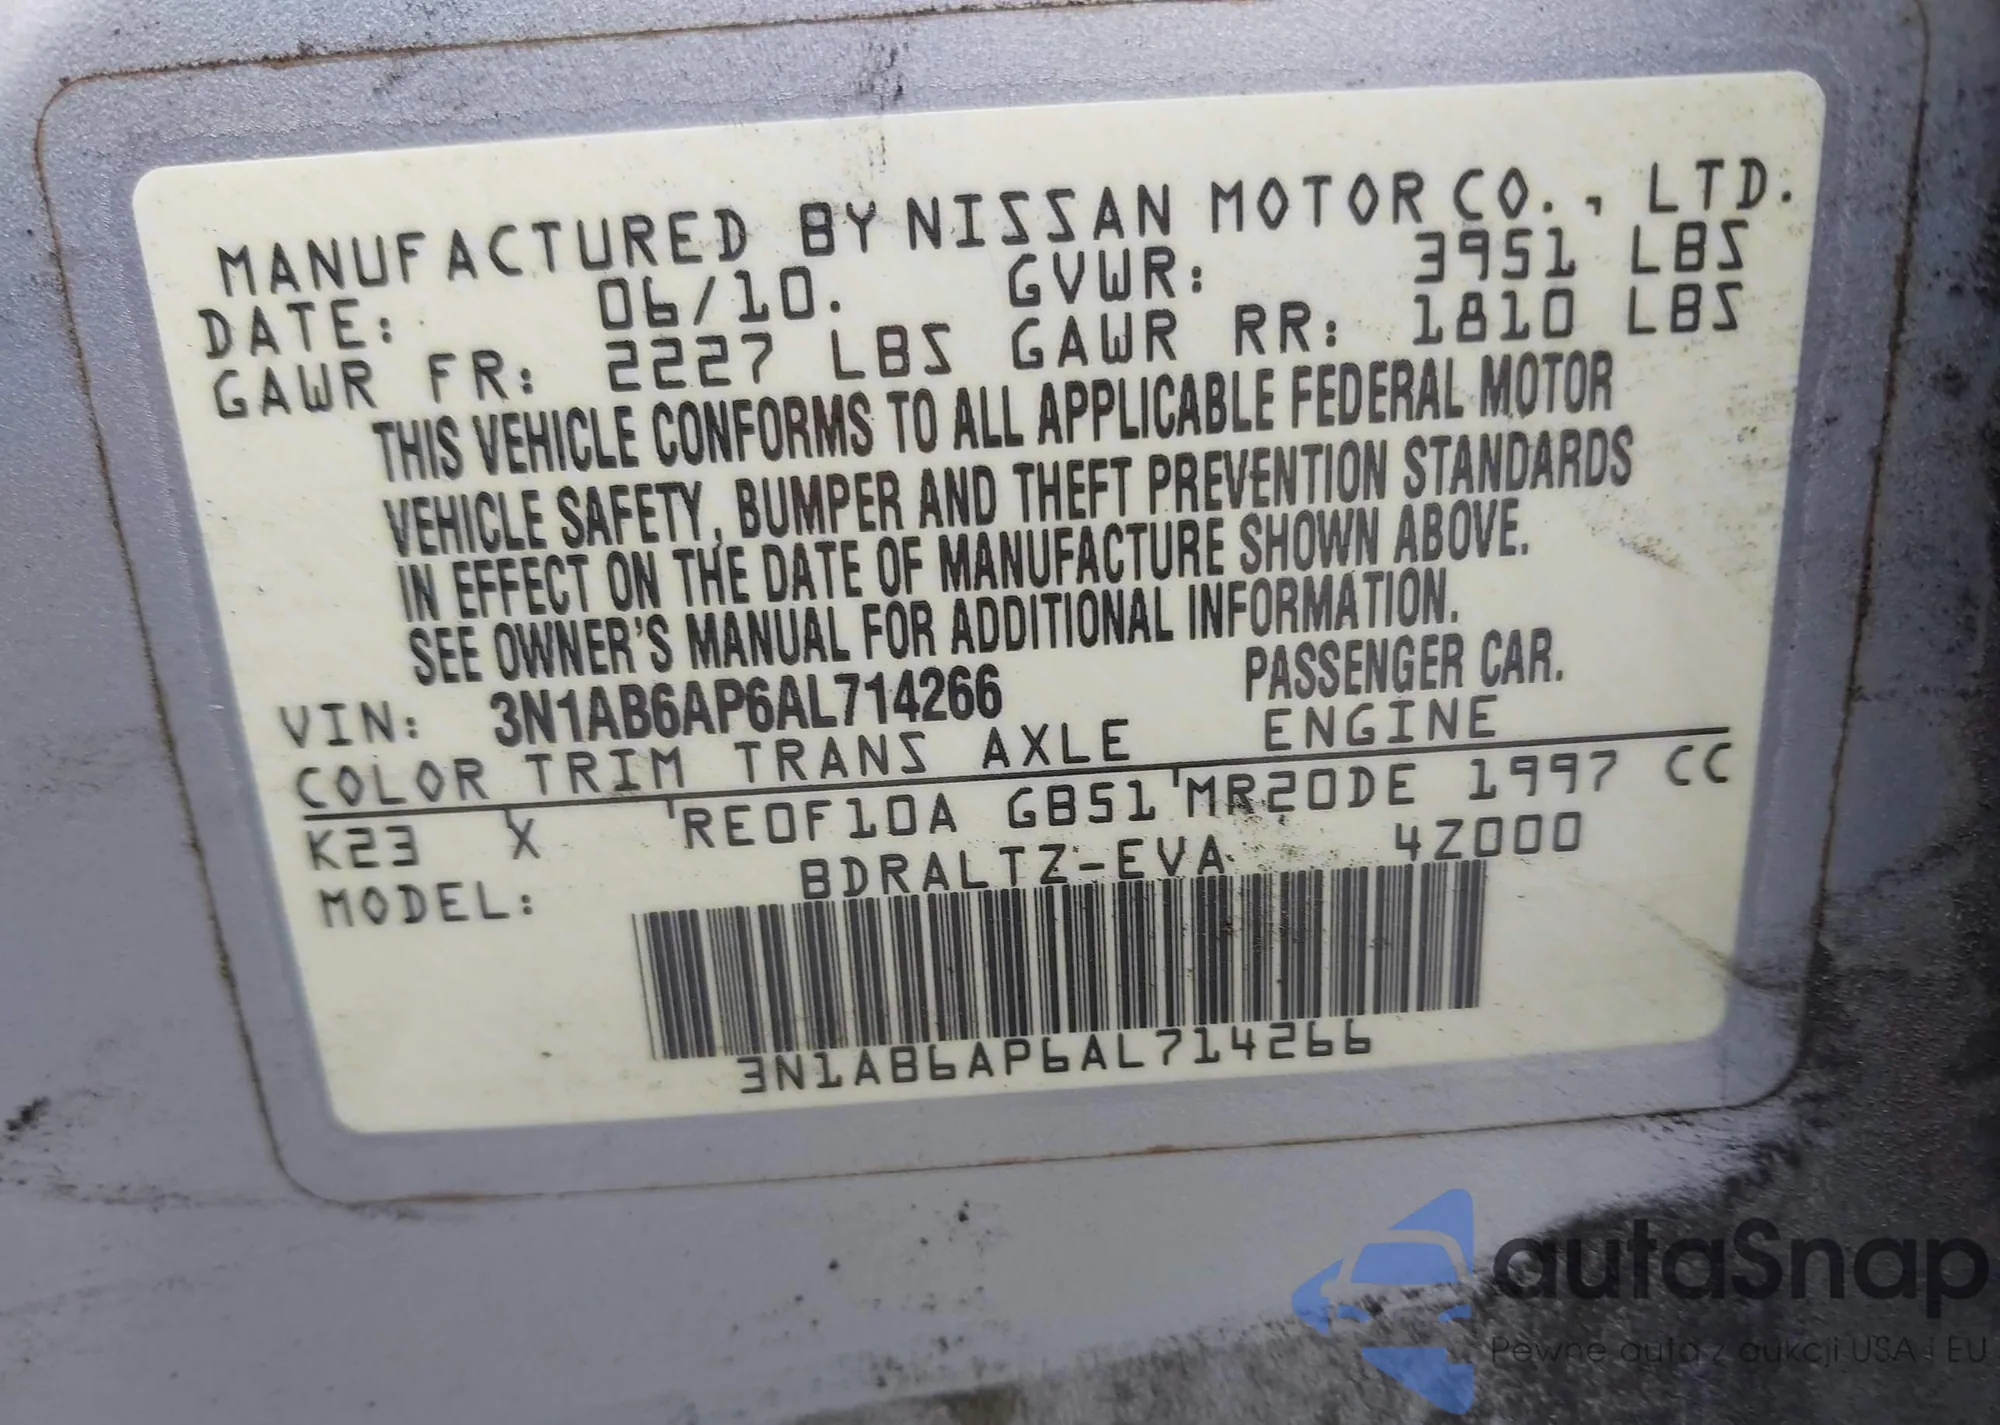 MANUFACTURED BY NISSAN MOTOR CO., LTD.
DATE: 06/10. GVWR: 3951 LBS
GAWR FR: 2227 LBS GAWR RR: 1810 LBS
THIS VEHICLE CONFORMS TO ALL APPLICABLE FEDERAL MOTOR
VEHICLE SAFETY, BUMPER AND THEFT PREVENTION STANDARDS
IN EFFECT ON THE DATE OF MANUFACTURE SHOWN ABOVE.
SEE OWNER'S MANUAL FOR ADDITIONAL INFORMATION.
VIN: 3N1AB6AP6AL714266 PASSENGER CAR.
COLOR TRIM TRANS AXLE ENGINE
K23 X RE0F10A GB51 MR20DE 1997 CC
MODEL: BDRALTZ-EVA 4Z000
3N1AB6AP6AL714266
autaSnap
Pewne auta z aukcji USA i EU